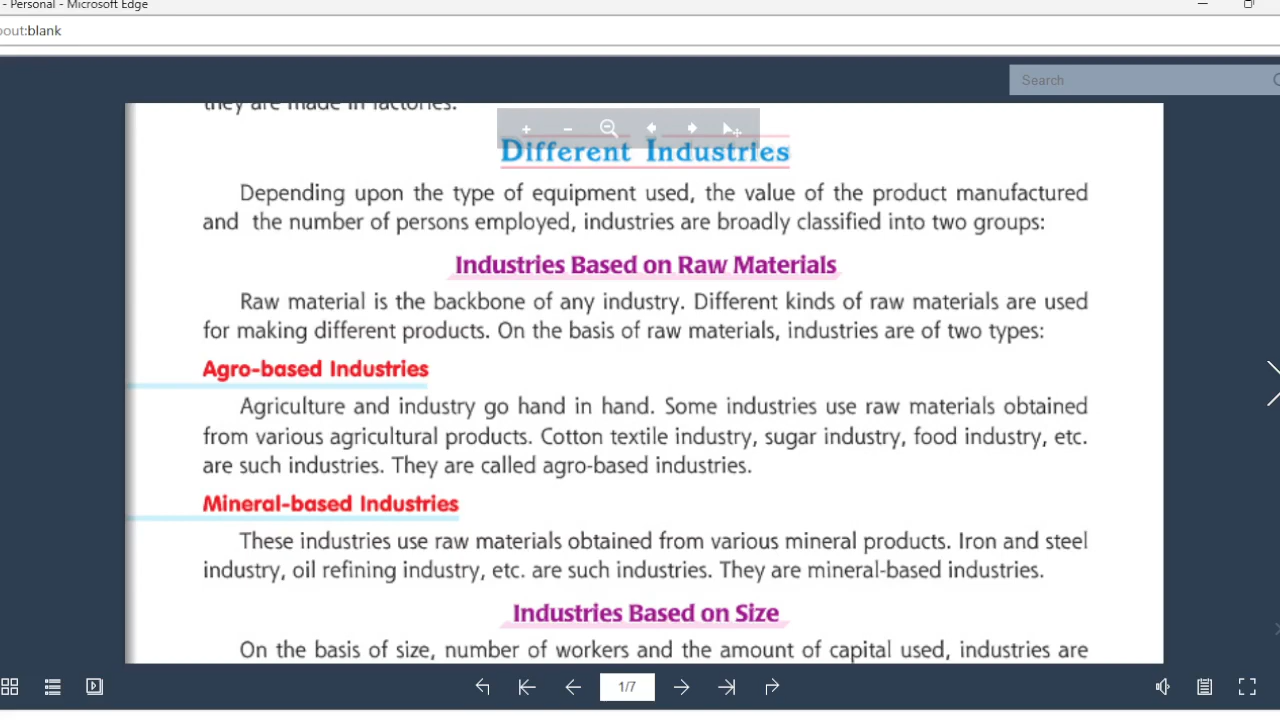 - Personal - Microsoft Edge
out:blank
Search
they are made in factories.
Different Industries
Depending upon the type of equipment used, the value of the product manufactured
and the number of persons employed, industries are broadly classified into two groups:
Industries Based on Raw Materials
Raw material is the backbone of any industry. Different kinds of raw materials are used
for making different products. On the basis of raw materials, industries are of two types:
Agro-based Industries
Agriculture and industry go hand in hand. Some industries use raw materials obtained
from various agricultural products. Cotton textile industry, sugar industry, food industry, etc.
are such industries. They are called agro-based industries.
Mineral-based Industries
These industries use raw materials obtained from various mineral products. Iron and steel
industry, oil refining industry, etc. are such industries. They are mineral-based industries.
Industries Based on Size
On the basis of size, number of workers and the amount of capital used, industries are
1/7